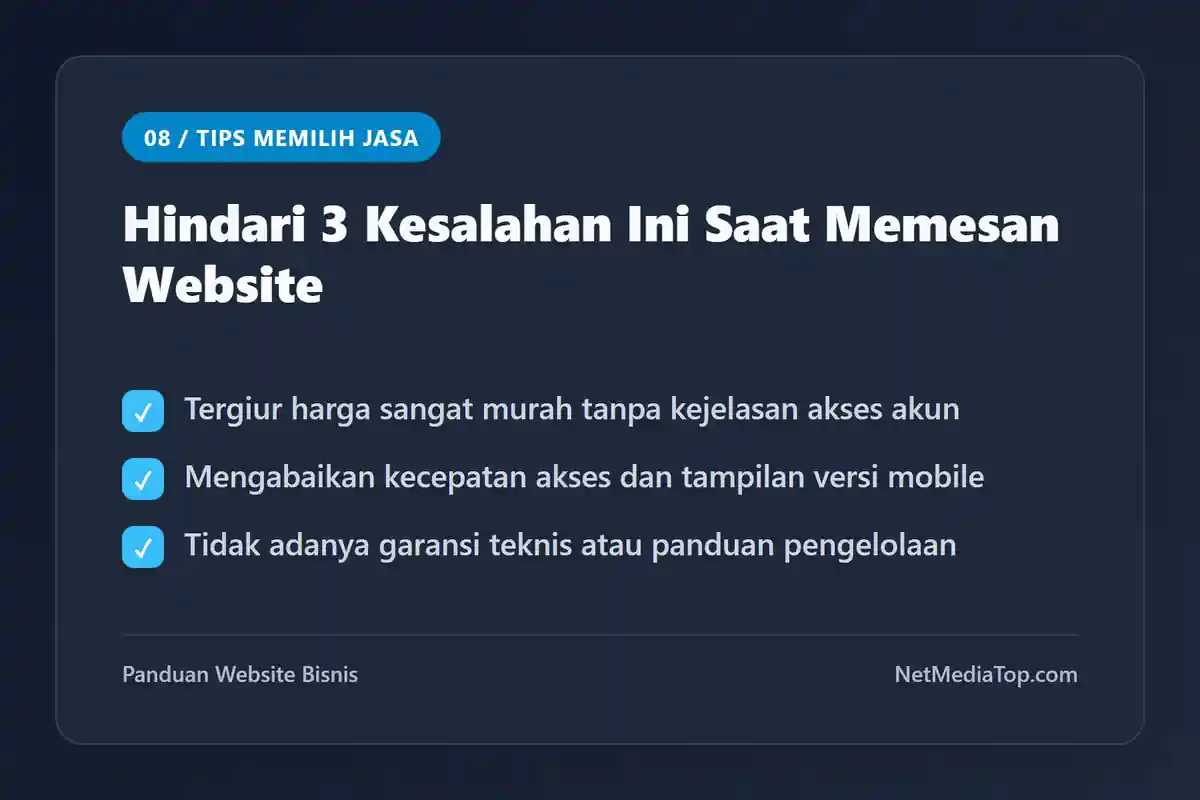 08 / TIPS MEMILIH JASA
Hindari 3 Kesalahan Ini Saat Memesan
Website
Tergiur harga sangat murah tanpa kejelasan akses akun
Mengabaikan kecepatan akses dan tampilan versi mobile
Tidak adanya garansi teknis atau panduan pengelolaan
Panduan Website Bisnis
NetMediaTop.com